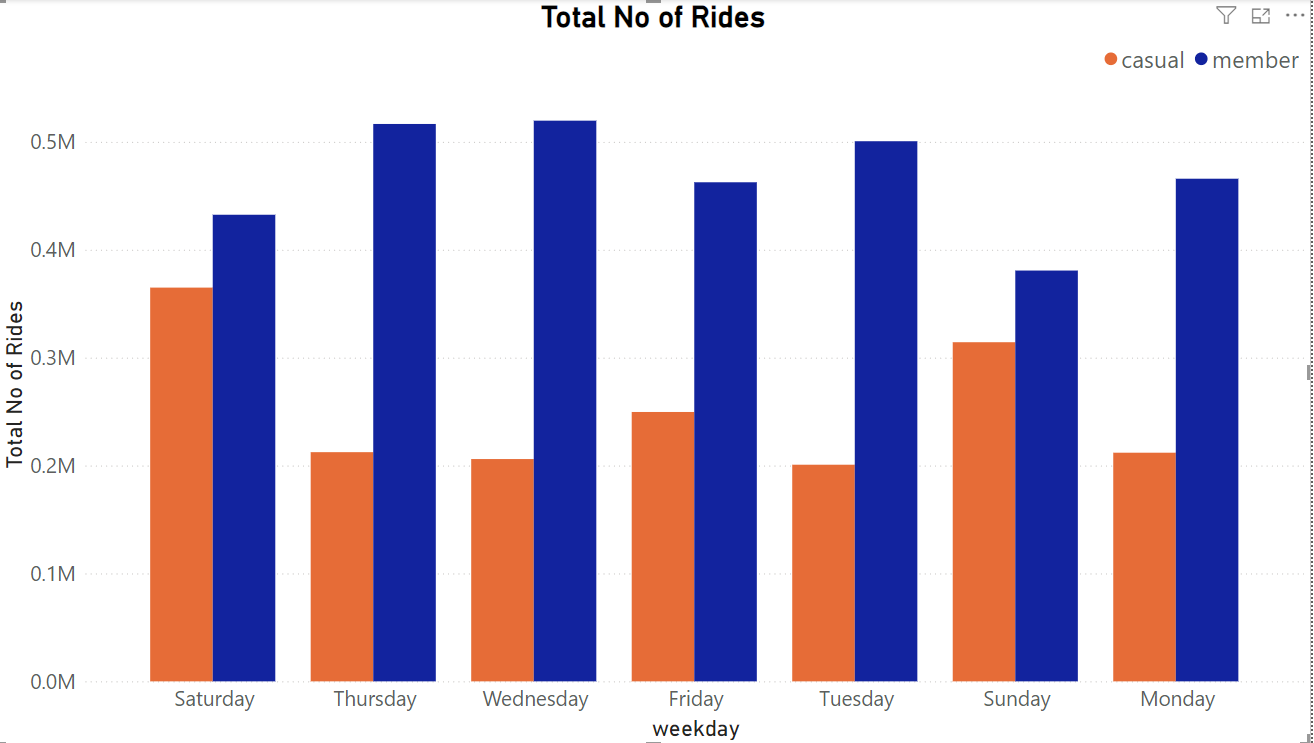 Total No of Rides
casual member
Total No of Rides
0.5M
0.4M
0.3M
0.2M
0.1M
0.0M
Saturday Thursday Wednesday Friday Tuesday Sunday Monday
weekday